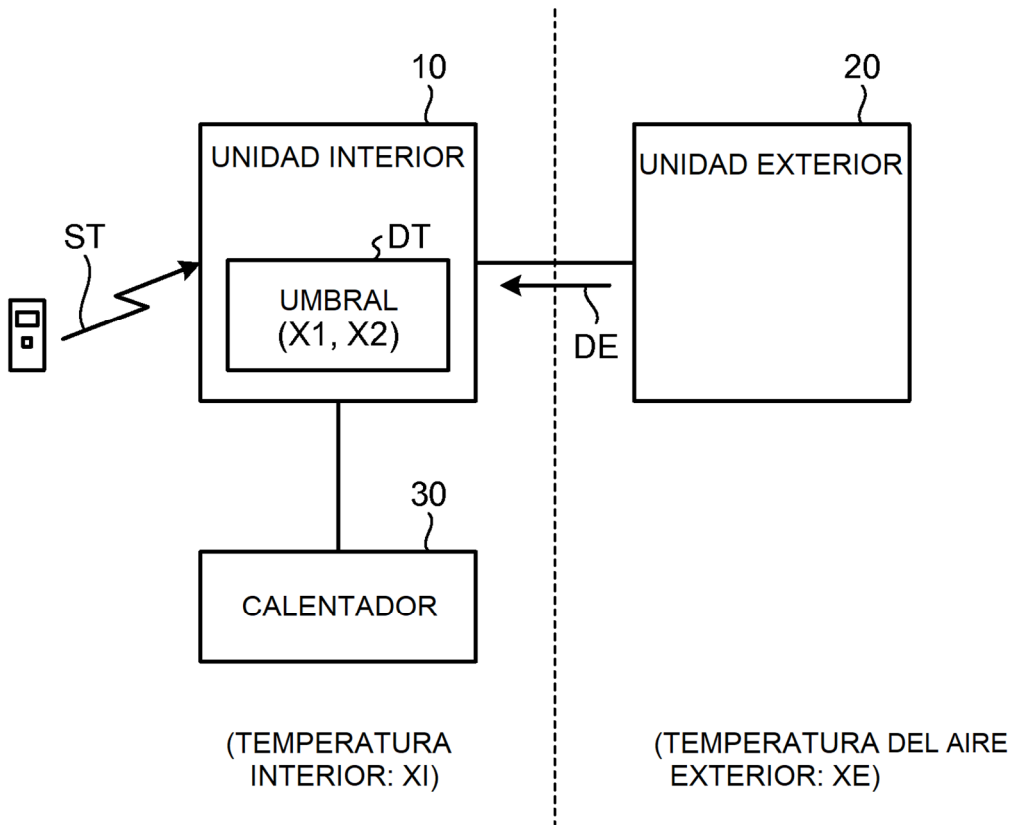 10
20
UNIDAD INTERIOR
UNIDAD EXTERIOR
ST
DT
UMBRAL
(X1, X2)
DE
30
CALENTADOR
(TEMPERATURA
INTERIOR: XI)
(TEMPERATURA DEL AIRE
EXTERIOR: XE)